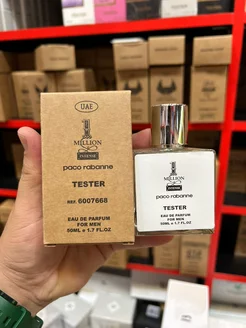 UAE
1
MILLION
INTENSE
paco rabanne
TESTER
REF. 6007668
EAU DE PARFUM
FOR MEN
50ML e 1.7 FL.OZ
1
MILLION
INTENSE
paco rabanne
TESTER
EAU DE PARFUM
FOR MEN
50ML e 1.7 FL.OZ